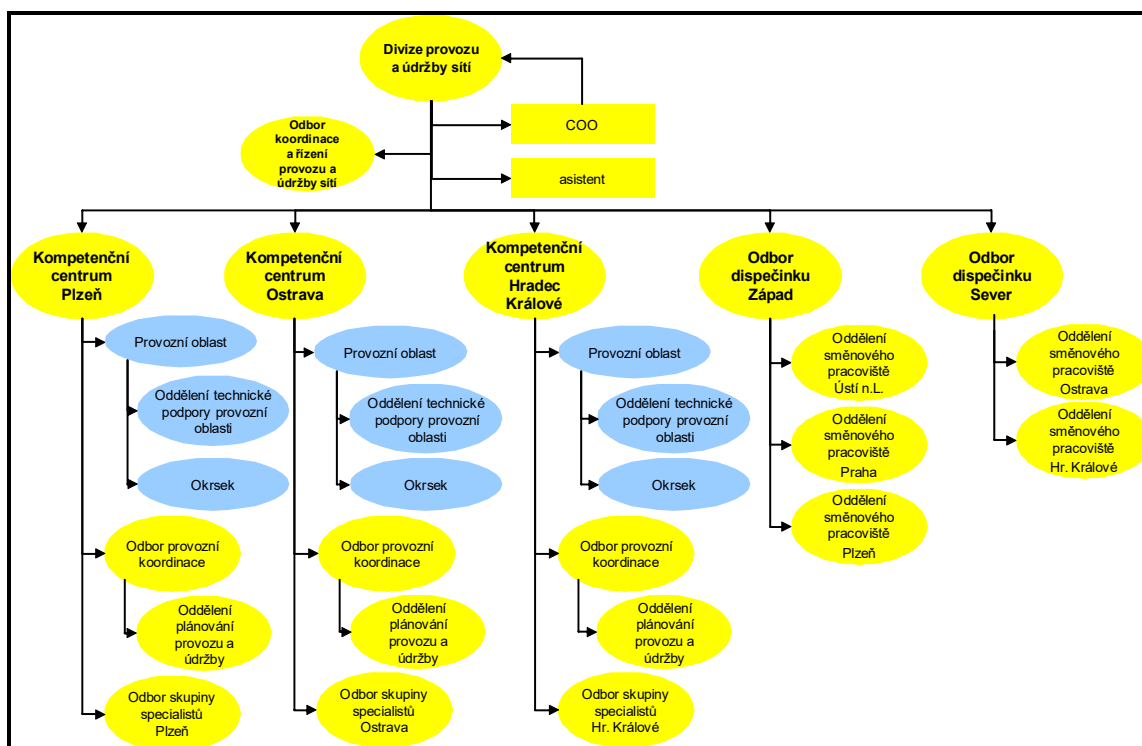 Divize provozu
a údržby sítí
COO
Odbor
koordinace
a řízení
provozu a
údržby sítí
asistent
Kompetenční
centrum
Plzeň
Kompetenční
centrum
Ostrava
Kompetenční
centrum
Hradec
Králové
Odbor
dispečinku
Západ
Odbor
dispečinku
Sever
Provozní oblast
Oddělení technické
podpory provozní
oblasti
Okrsek
Odbor provozní
koordinace
Oddělení
plánování
provozu a
údržby
Odbor skupiny
specialistů
Plzeň
Provozní oblast
Oddělení technické
podpory provozní
oblasti
Okrsek
Odbor provozní
koordinace
Oddělení
plánování
provozu a
údržby
Odbor skupiny
specialistů
Ostrava
Provozní oblast
Oddělení technické
podpory provozní
oblasti
Okrsek
Odbor provozní
koordinace
Oddělení
plánování
provozu a
údržby
Odbor skupiny
specialistů
Hr. Králové
Oddělení
směnového
pracoviště
Ústí n.L.
Oddělení
směnového
pracoviště
Praha
Oddělení
směnového
pracoviště
Plzeň
Oddělení
směnového
pracoviště
Ostrava
Oddělení
směnového
pracoviště
Hr. Králové